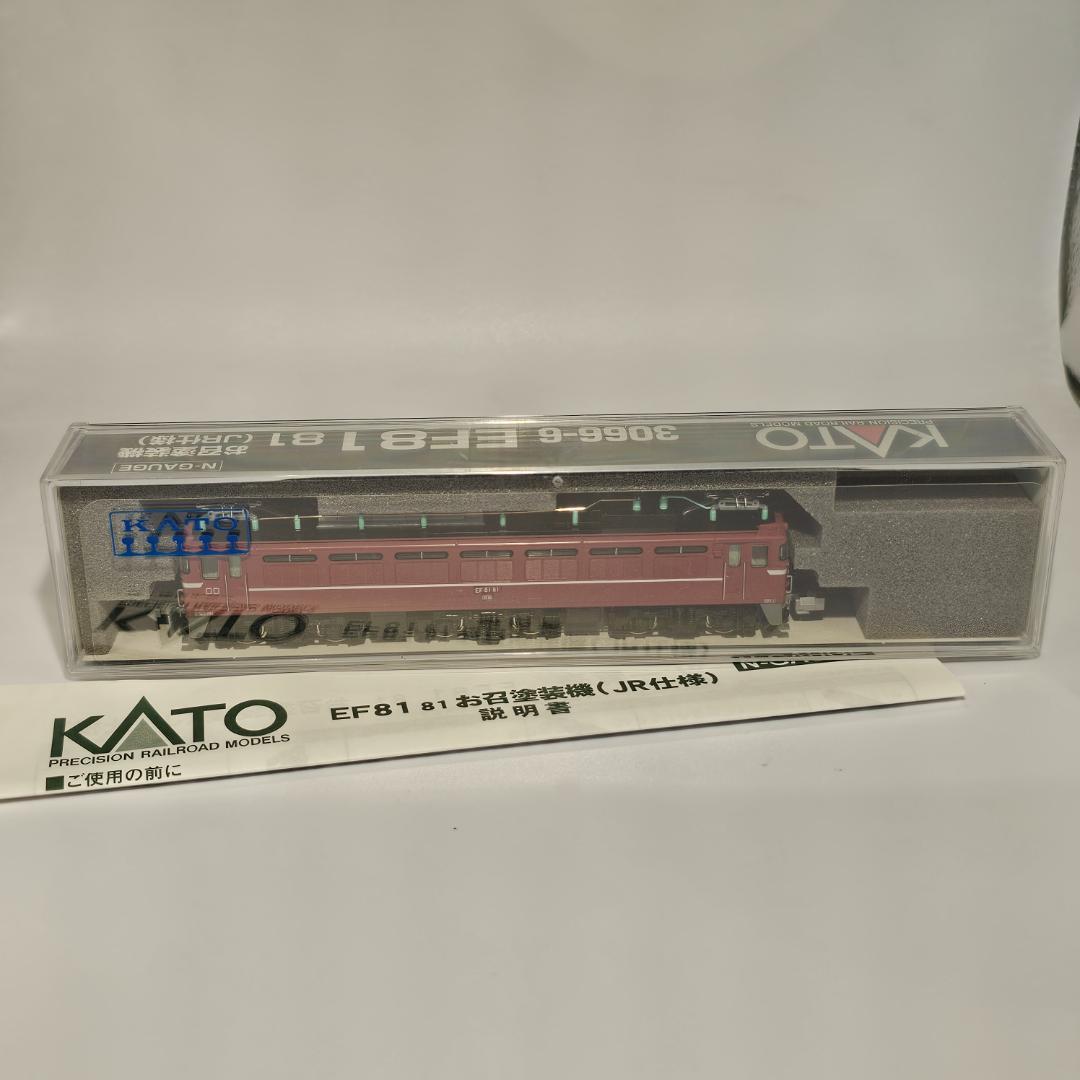 KATO
PRECISION RAILROAD MODELS
3066-6 EF81 81
お召塗装機
(JR仕様)
N-GAUGE
KATO
EF 81 81
KATO
PRECISION RAILROAD MODELS
EF81 81 お召塗装機(JR仕様)
説明書
■ご使用の前に